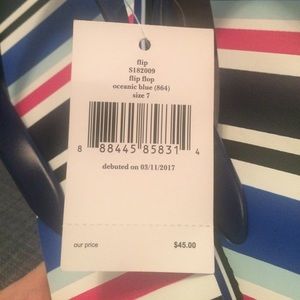 flip
S182009
flip flop
oceanic blue (864)
size 7
8 88445 85831 4
debuted on 03/11/2017
our price $45.00